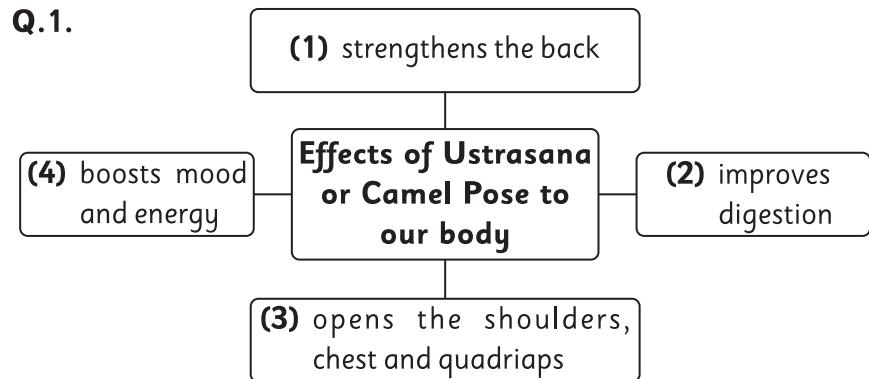 Q.1.
(1) strengthens the back
Effects of Ustrasana
or Camel Pose to
our body
(4) boosts mood
and energy
(2) improves
digestion
(3) opens the shoulders,
chest and quadriaps